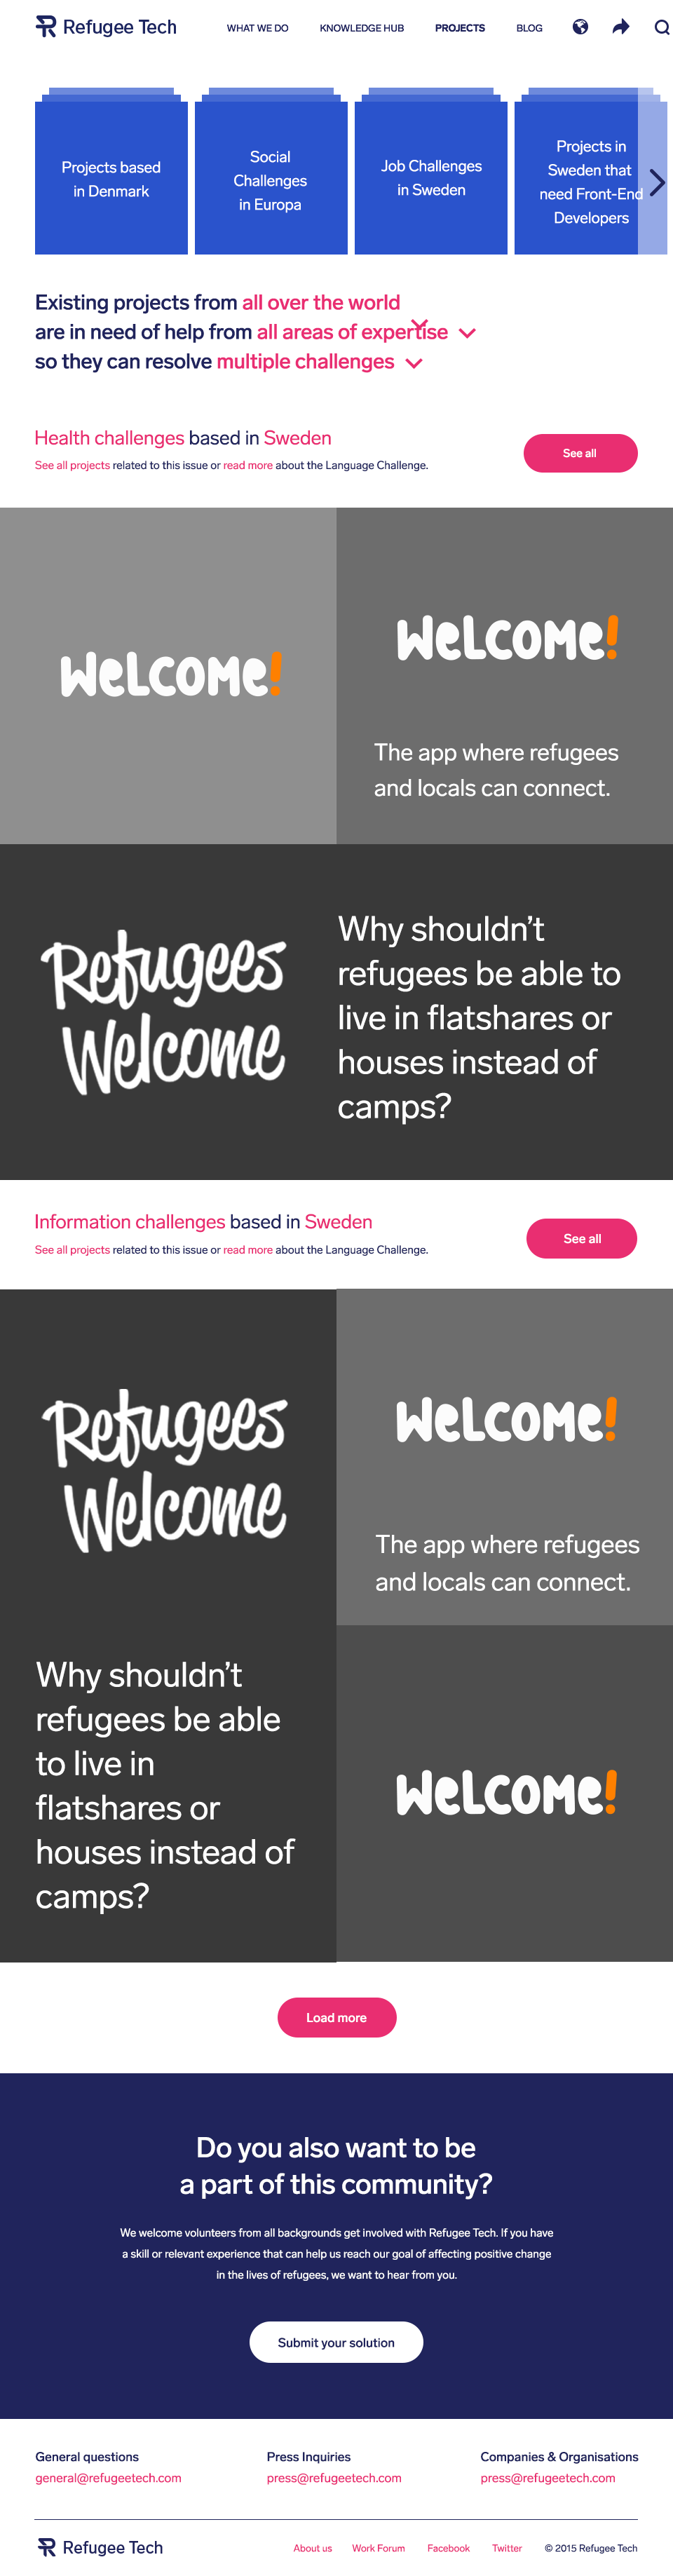 Refugee Tech
WHAT WE DO
KNOWLEDGE HUB
PROJECTS
BLOG
Projects based
in Denmark
Social
Challenges
in Europa
Job Challenges
in Sweden
Projects in
Sweden that
need Front-End
Developers
Existing projects from all over the world
are in need of help from all areas of expertise
so they can resolve multiple challenges
Health challenges based in Sweden
See all projects related to this issue or read more about the Language Challenge.
See all
WeLCOMe!
WeLCOMe!
The app where refugees
and locals can connect.
Refugees
Welcome
Why shouldn't
refugees be able to
live in flatshares or
houses instead of
camps?
Information challenges based in Sweden
See all projects related to this issue or read more about the Language Challenge.
See all
Refugees
Welcome
Why shouldn't
refugees be able
to live in
flatshares or
houses instead of
camps?
WeLCOMe!
The app where refugees
and locals can connect.
WeLCOMe!
Load more
Do you also want to be
a part of this community?
We welcome volunteers from all backgrounds get involved with Refugee Tech. If you have
a skill or relevant experience that can help us reach our goal of affecting positive change
in the lives of refugees, we want to hear from you.
Submit your solution
General questions
general@refugeetech.com
Press Inquiries
press@refugeetech.com
Companies & Organisations
press@refugeetech.com
Refugee Tech
About us
Work Forum
Facebook
Twitter
© 2015 Refugee Tech